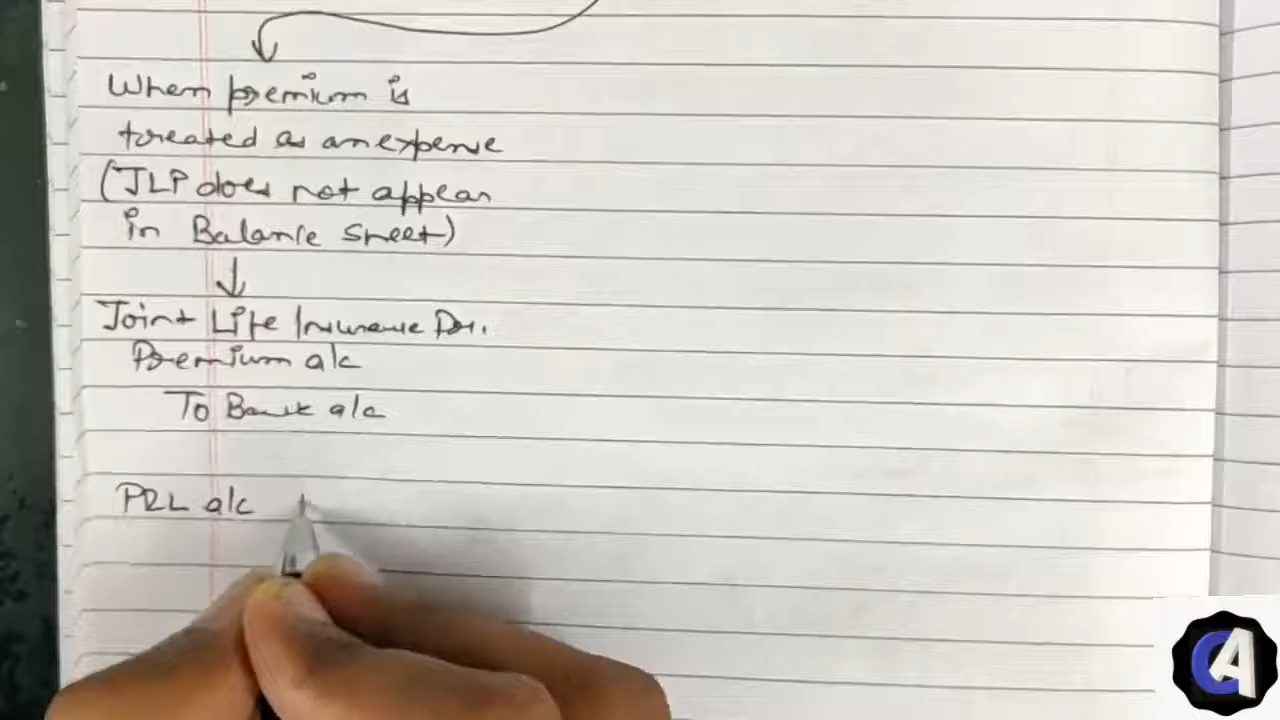 When premium is
treated as an expense
(JLP does not appear
in Balance Sheet)
Joint Life Insurance Dr.
Premium a/c
To Bank a/c
P&L a/c
CA